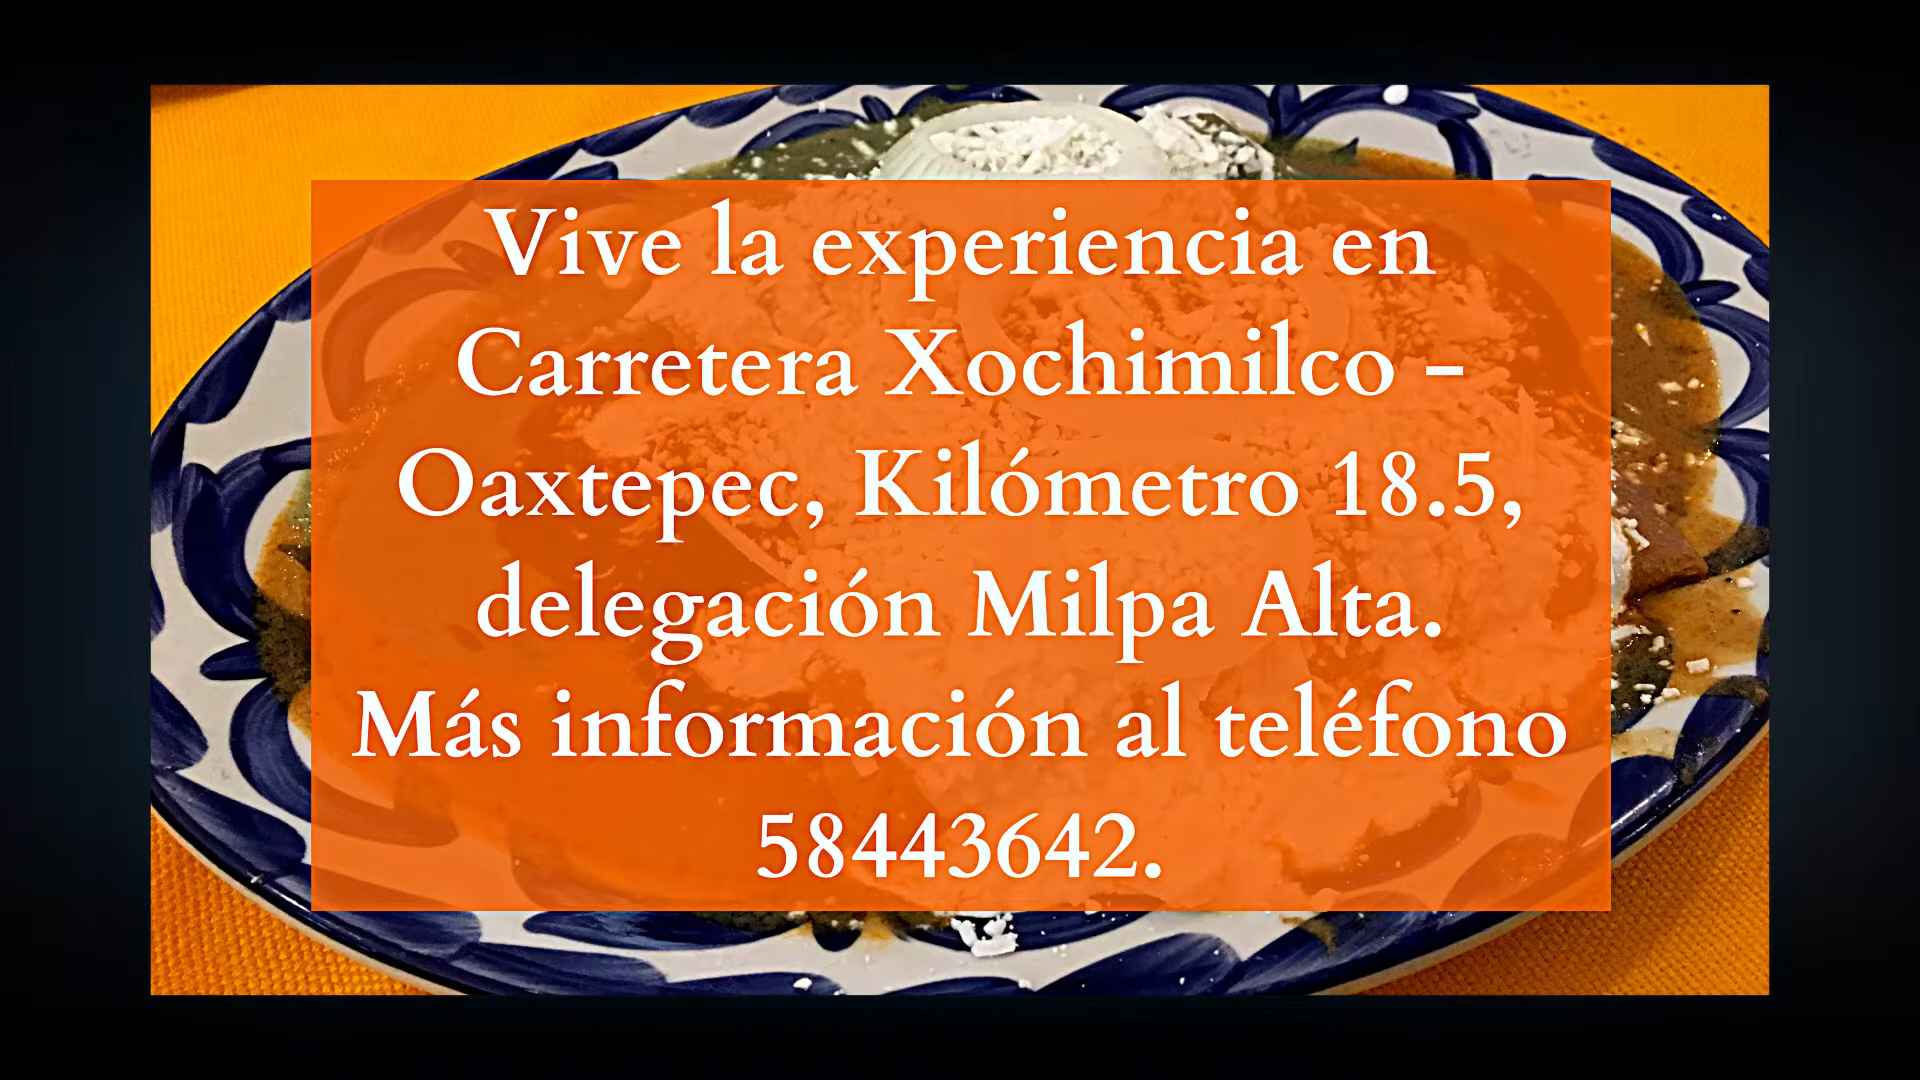 Vive la experiencia en
Carretera Xochimilco -
Oaxtepec, Kilómetro 18.5,
delegación Milpa Alta.
Más información al teléfono
58443642.